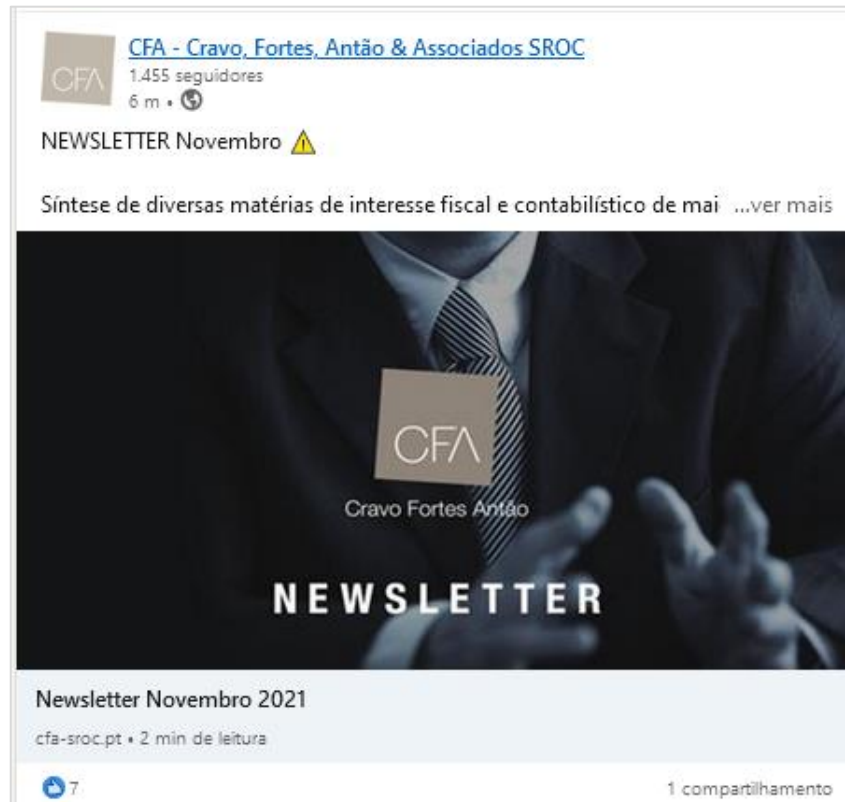 CFA
CFA - Cravo, Fortes, Antão & Associados SROC
1.455 seguidores
6 m •
NEWSLETTER Novembro ⚠
Síntese de diversas matérias de interesse fiscal e contabilístico de mai ...ver mais
CFA
Cravo Fortes Antão
NEWSLETTER
Newsletter Novembro 2021
cfa-sroc.pt • 2 min de leitura
7
1 compartilhamento